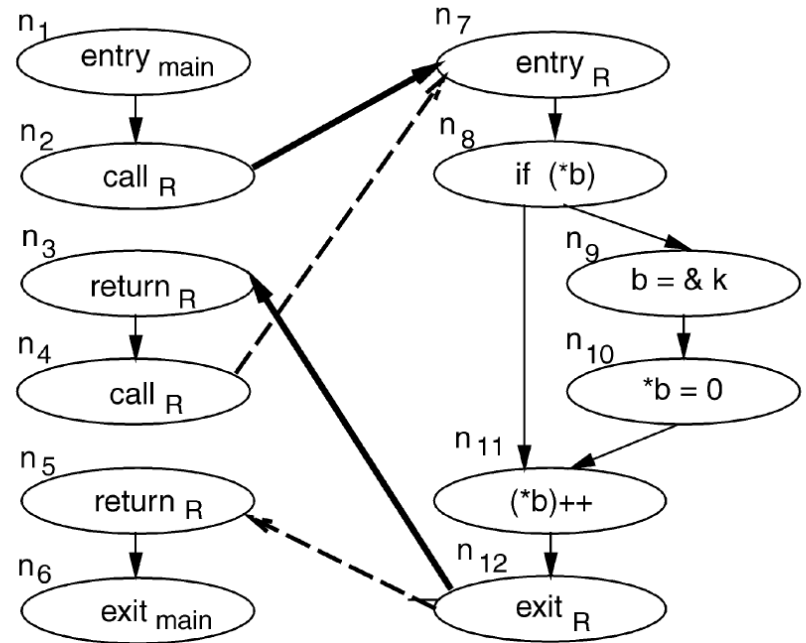 n1
entry main
n2
call R
n3
return R
n4
call R
n5
return R
n6
exit main
n7
entry R
n8
if (*b)
n9
b = & k
n10
*b = 0
n11
(*b)++
n12
exit R